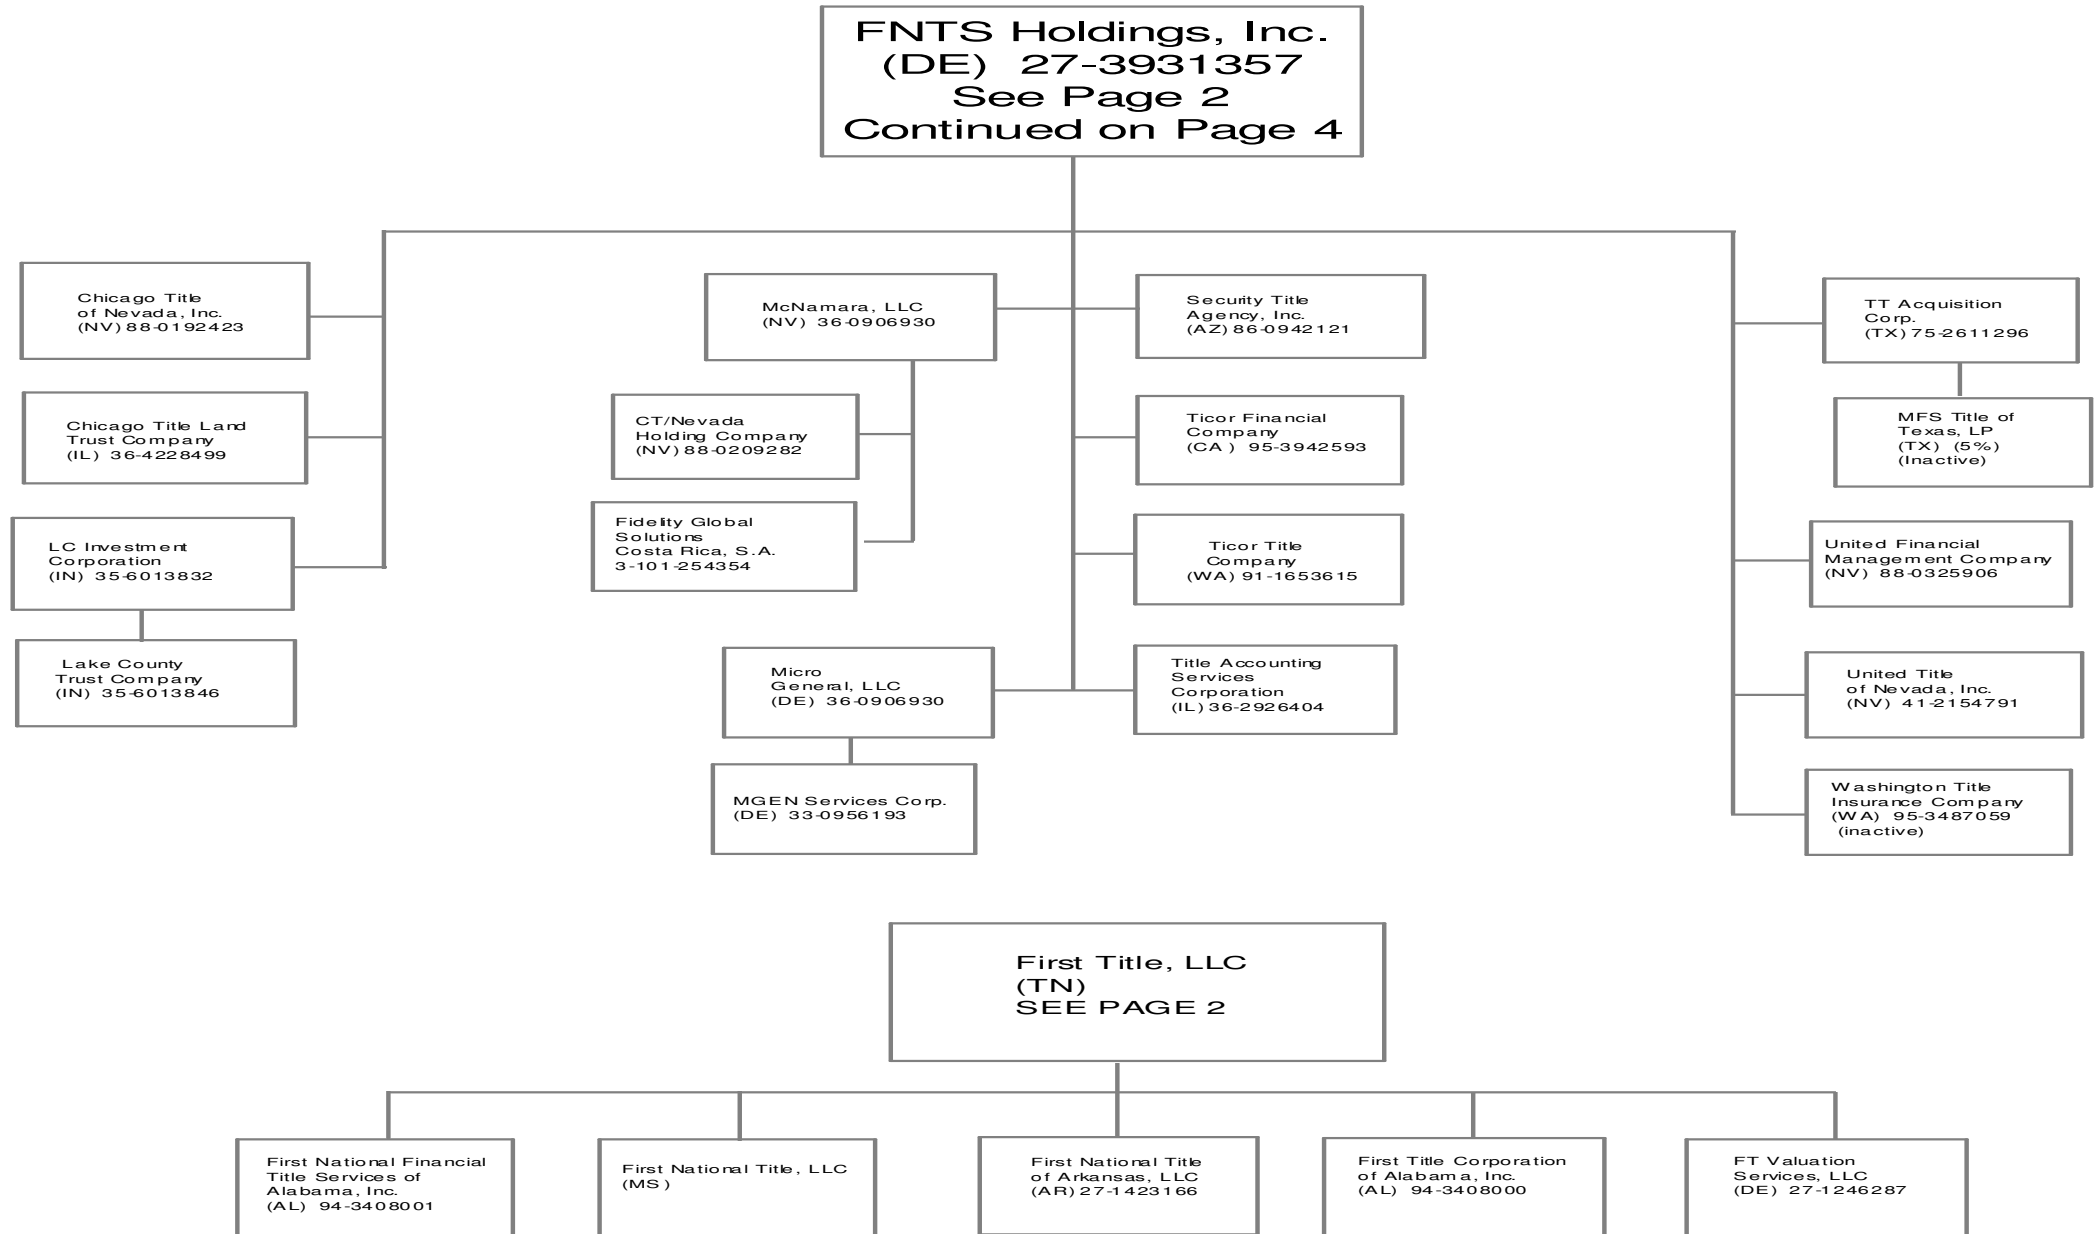 FNTS Holdings, Inc.
(DE) 27-3931357
See Page 2
Continued on Page 4
Chicago Title
of Nevada, Inc.
(NV) 88-0192423
Chicago Title Land
Trust Company
(IL) 36-4228499
LC Investment
Corporation
(IN) 35-6013832
Lake County
Trust Company
(IN) 35-6013846
McNamara, LLC
(NV) 36-0906930
CT/Nevada
Holding Company
(NV) 88-0209282
Fidelity Global
Solutions
Costa Rica, S.A.
3-101-254354
Micro
General, LLC
(DE) 36-0906930
MGEN Services Corp.
(DE) 33-0956193
Security Title
Agency, Inc.
(AZ) 86-0942121
Ticor Financial
Company
(CA ) 95-3942593
Ticor Title
Company
(WA) 91-1653615
Title Accounting
Services
Corporation
(IL) 36-2926404
TT Acquisition
Corp.
(TX) 75-2611296
MFS Title of
Texas, LP
(TX) (5%)
(Inactive)
United Financial
Management Company
(NV) 88-0325906
United Title
of Nevada, Inc.
(NV) 41-2154791
Washington Title
Insurance Company
(WA) 95-3487059
(inactive)
First Title, LLC
(TN)
SEE PAGE 2
First National Financial
Title Services of
Alabama, Inc.
(AL) 94-3408001
First National Title, LLC
(MS)
First National Title
of Arkansas, LLC
(AR) 27-1423166
First Title Corporation
of Alabama, Inc.
(AL) 94-3408000
FT Valuation
Services, LLC
(DE) 27-1246287